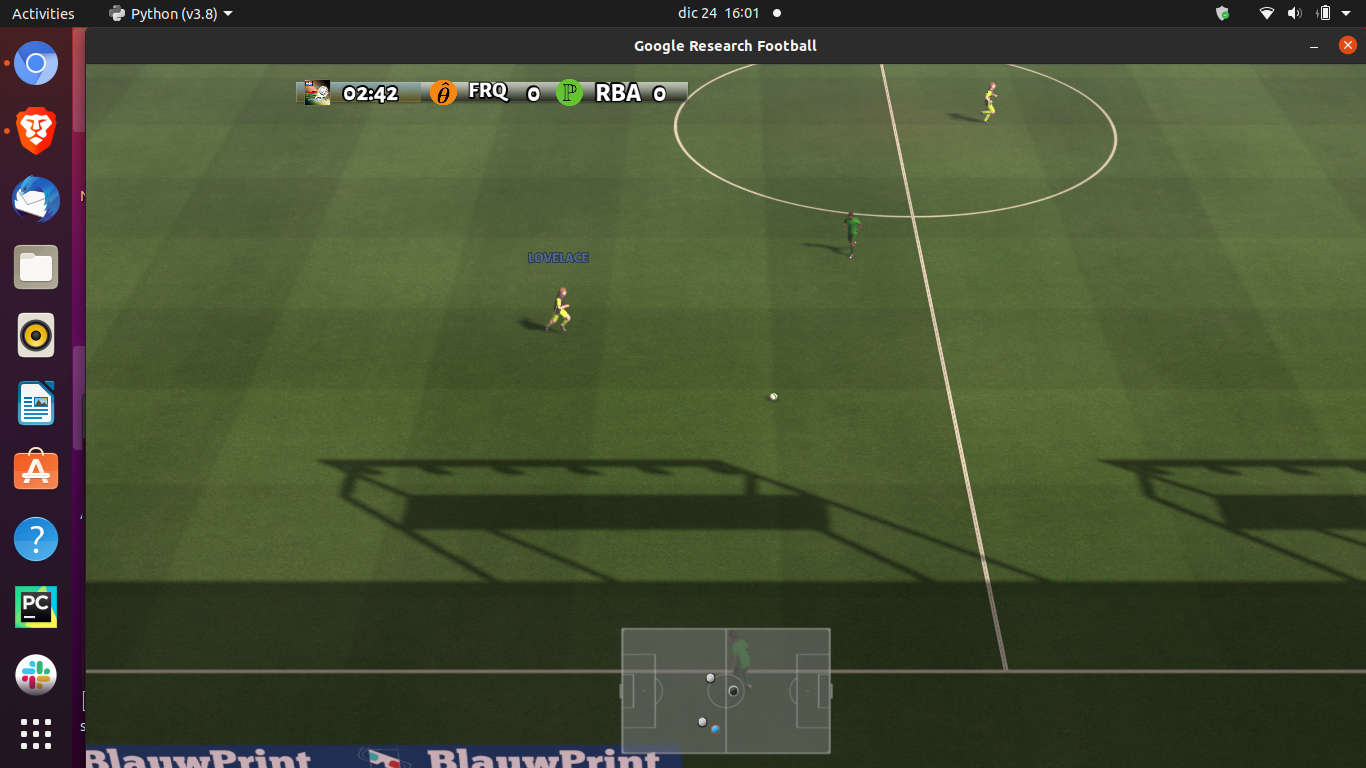 Activities Python (v3.8) dic 24 16:01
Google Research Football
02:42 θ̂ FRQ 0 ℙ RBA 0
LOVELACE
PC
BlauwPrint BlauwPrint